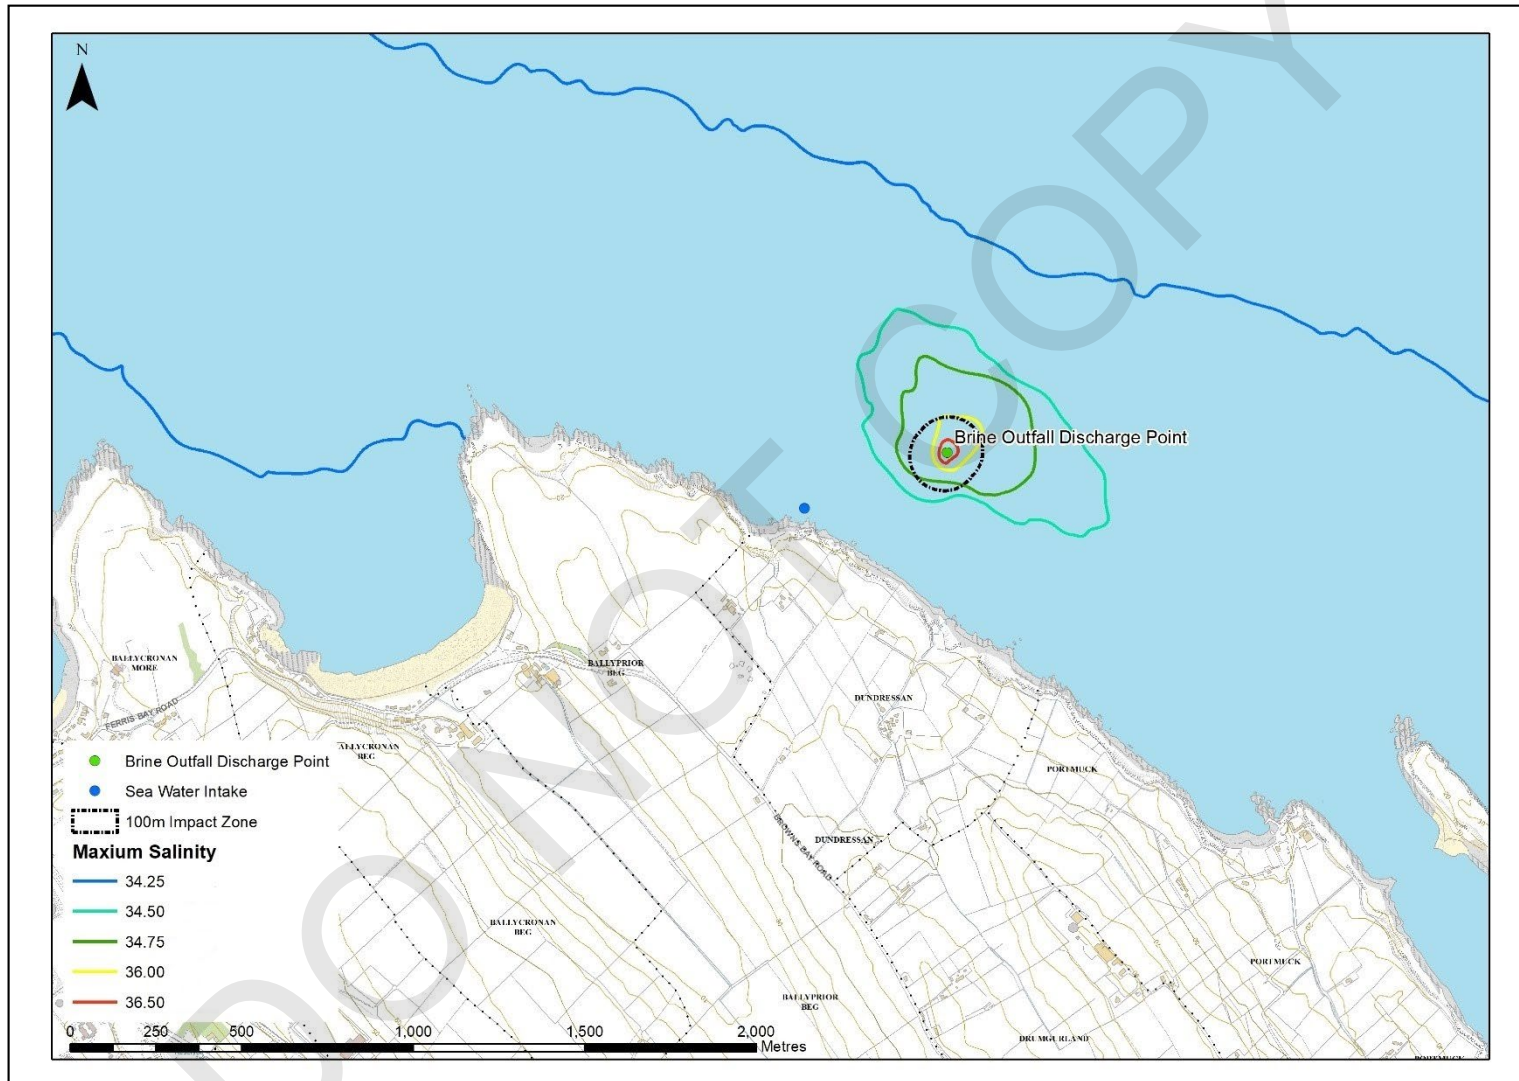 N
Brine Outfall Discharge Point
BALLYCRONAN
MORE
FERRIS BAY ROAD
BALLYPRIOR
BEG
DUNDRESSAN
ALLYCRONAN
BEG
PORTMUCK
DUNDRESSAN
BROWNS BAY ROAD
BALLYCRONAN
BEG
PORTMUCK
BALLYPRIOR
BEG
DRUMGURLAND
PORTMUCK
Brine Outfall Discharge Point
Sea Water Intake
100m Impact Zone
Maxium Salinity
34.25
34.50
34.75
36.00
36.50
0 250 500 1,000 1,500 2,000
Metres
DO NOT COPY